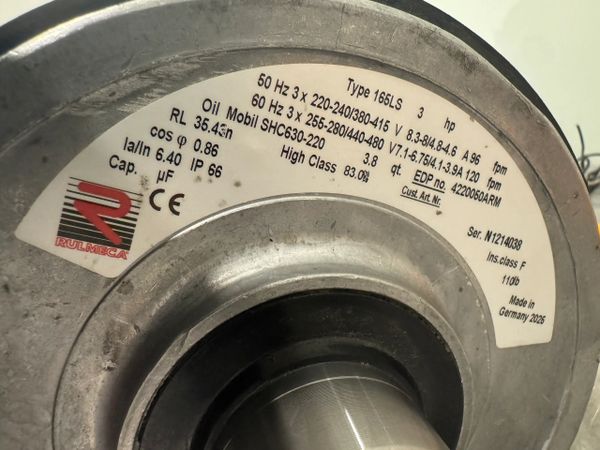 Type 165LS 3 hp
50 Hz 3 x 220-240/380-415 V 8,3-8/4.8-4.6 A 96 fpm
60 Hz 3 x 255-280/440-480 V7.1-6.75/4.1-3.9A 120 fpm
Oil Mobil SHC630-220 3.8 qt. EDP no. 4220050ARM
RL 35.43in High Class 83.0% Cust. Art. Nr.
cos φ 0.86
Ia/In 6.40 IP 66
Cap. µF
CE
RULMECA
Ser. N1214038
Ins.class F
110lb
Made in
Germany 2025